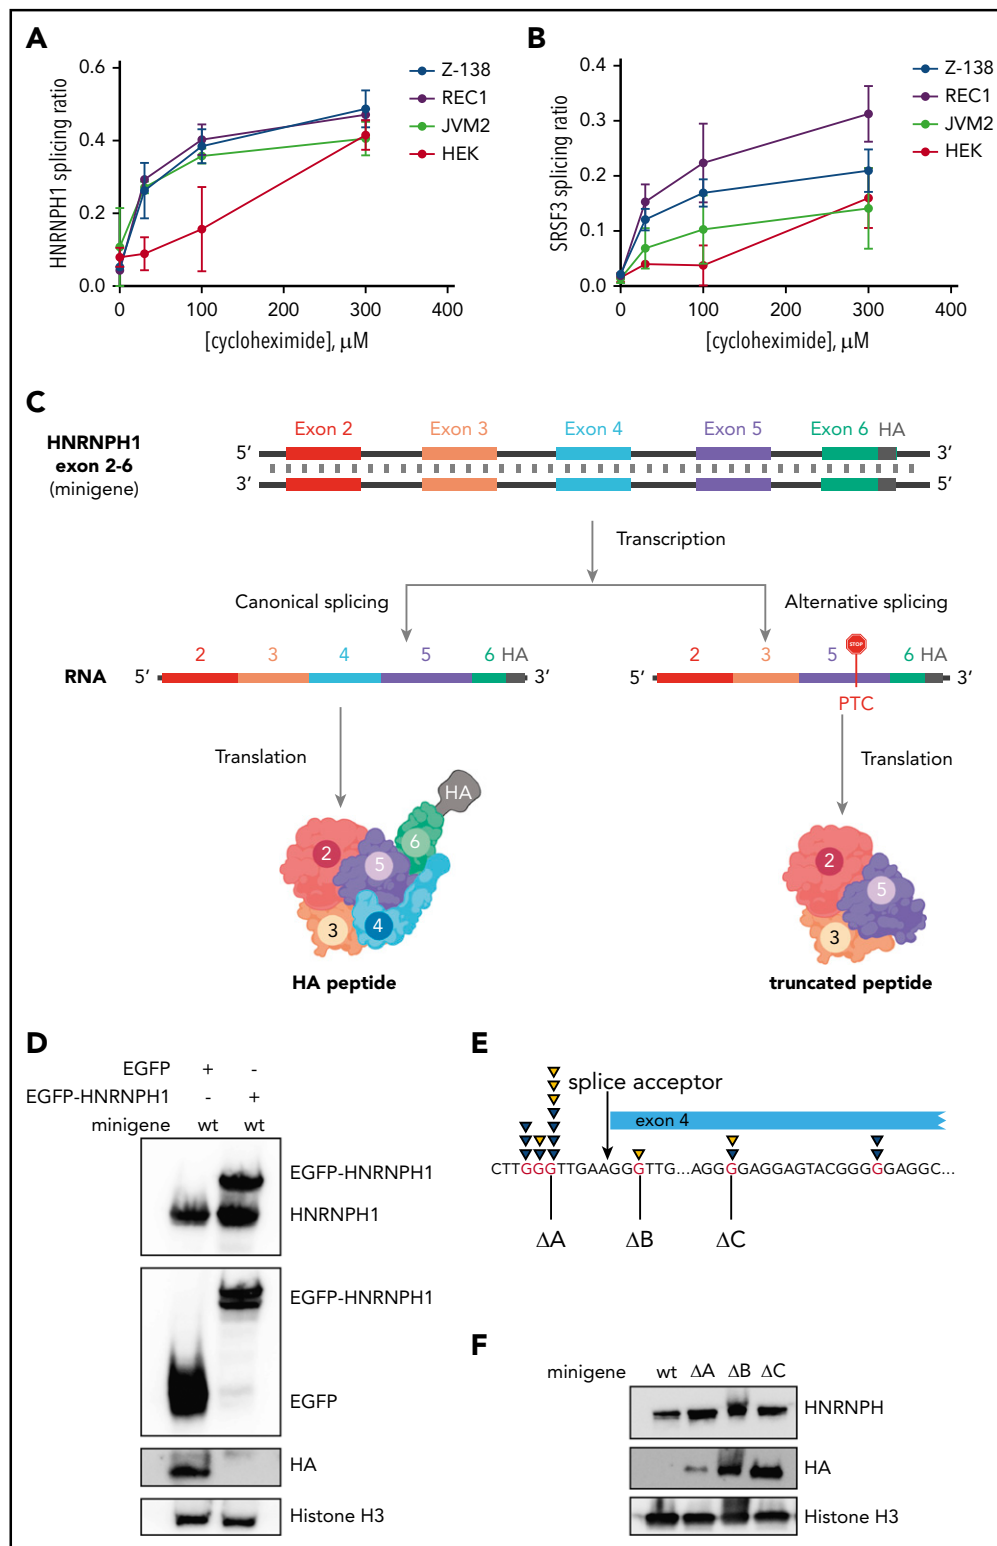 A
HNRNPH1 splicing ratio
0.6
0.4
0.2
0.0
0 100 200 300 400
[cycloheximide], μM
Z-138
REC1
JVM2
HEK
B
SRSF3 splicing ratio
0.4
0.3
0.2
0.1
0.0
0 100 200 300 400
[cycloheximide], μM
Z-138
REC1
JVM2
HEK
C
HNRNPH1
exon 2-6
(minigene)
Exon 2 Exon 3 Exon 4 Exon 5 Exon 6 HA
5′ 3′
3′ 5′
Transcription
Canonical splicing Alternative splicing
STOP
2 3 4 5 6 HA 2 3 5 6 HA
RNA 5′ 3′ 5′ 3′
PTC
Translation Translation
HA
2 5 6 3 4
2 5 3
HA peptide truncated peptide
D
EGFP + -
EGFP-HNRNPH1 - +
minigene wt wt
EGFP-HNRNPH1
HNRNPH1
EGFP-HNRNPH1
EGFP
HA
Histone H3
E
splice acceptor
exon 4
CTTGGGTTGAAGGGTTG...AGGGGAGGAGTACGGGGGAGGC...
ΔA ΔB ΔC
F
minigene wt ΔA ΔB ΔC
HNRNPH
HA
Histone H3